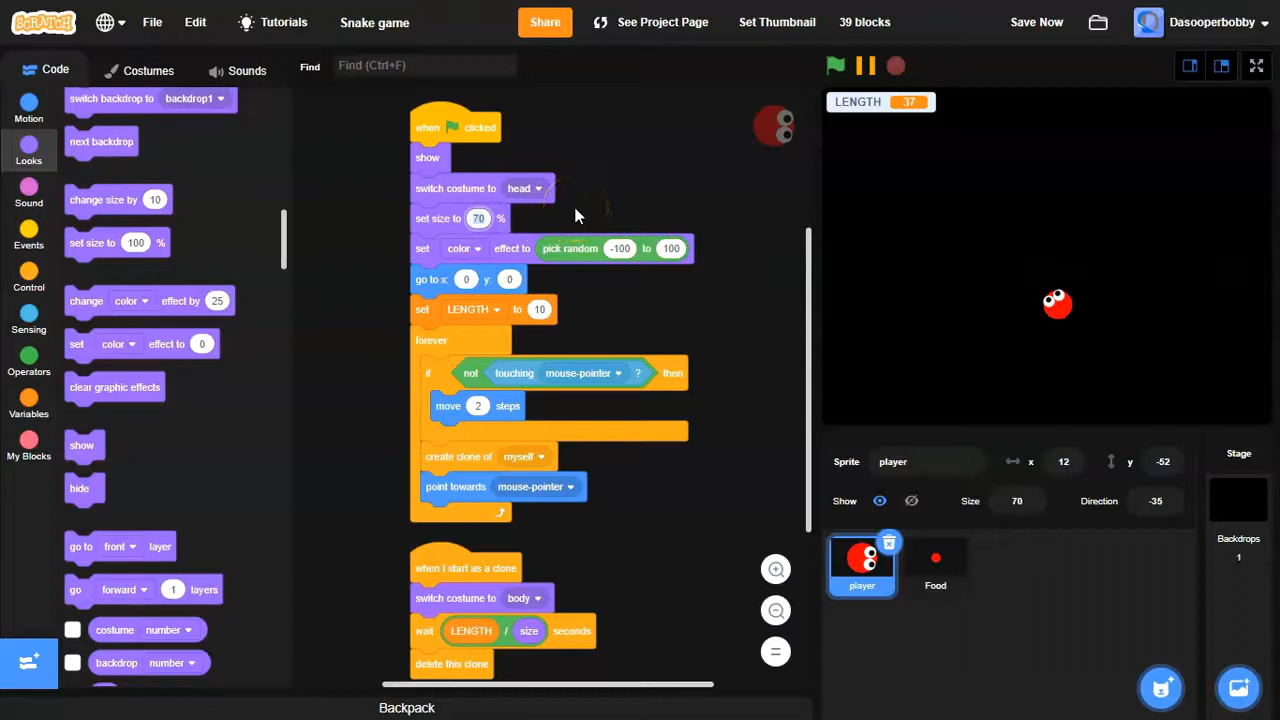 SCRATCH File Edit Tutorials Snake game Share See Project Page Set Thumbnail 39 blocks Save Now Dasooperbobby
Code Costumes Sounds Find Find (Ctrl+F)
Motion
Looks
Sound
Events
Control
Sensing
Operators
Variables
My Blocks
switch backdrop to backdrop1
next backdrop
change size by 10
set size to 100 %
change color effect by 25
set color effect to 0
clear graphic effects
show
hide
go to front layer
go forward 1 layers
costume number
backdrop number
when clicked
show
switch costume to head
set size to 70 %
set color effect to pick random -100 to 100
go to x: 0 y: 0
set LENGTH to 10
forever
if not touching mouse-pointer ? then
move 2 steps
create clone of myself
point towards mouse-pointer
when I start as a clone
switch costume to body
wait LENGTH / size seconds
delete this clone
LENGTH 37
Sprite player x 12 y -52
Show Size 70 Direction -35
player
Food
Stage
Backdrops
1
Backpack